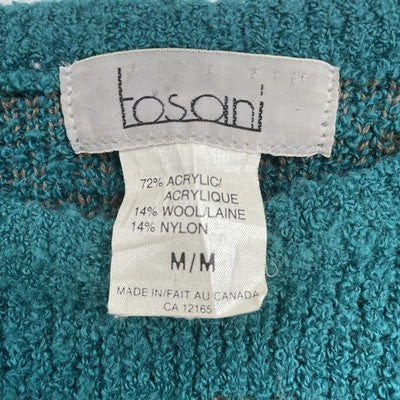 tosani
72% ACRYLIC/
ACRYLIQUE
14% WOOL/LAINE
14% NYLON
M/M
MADE IN/FAIT AU CANADA
CA 12165